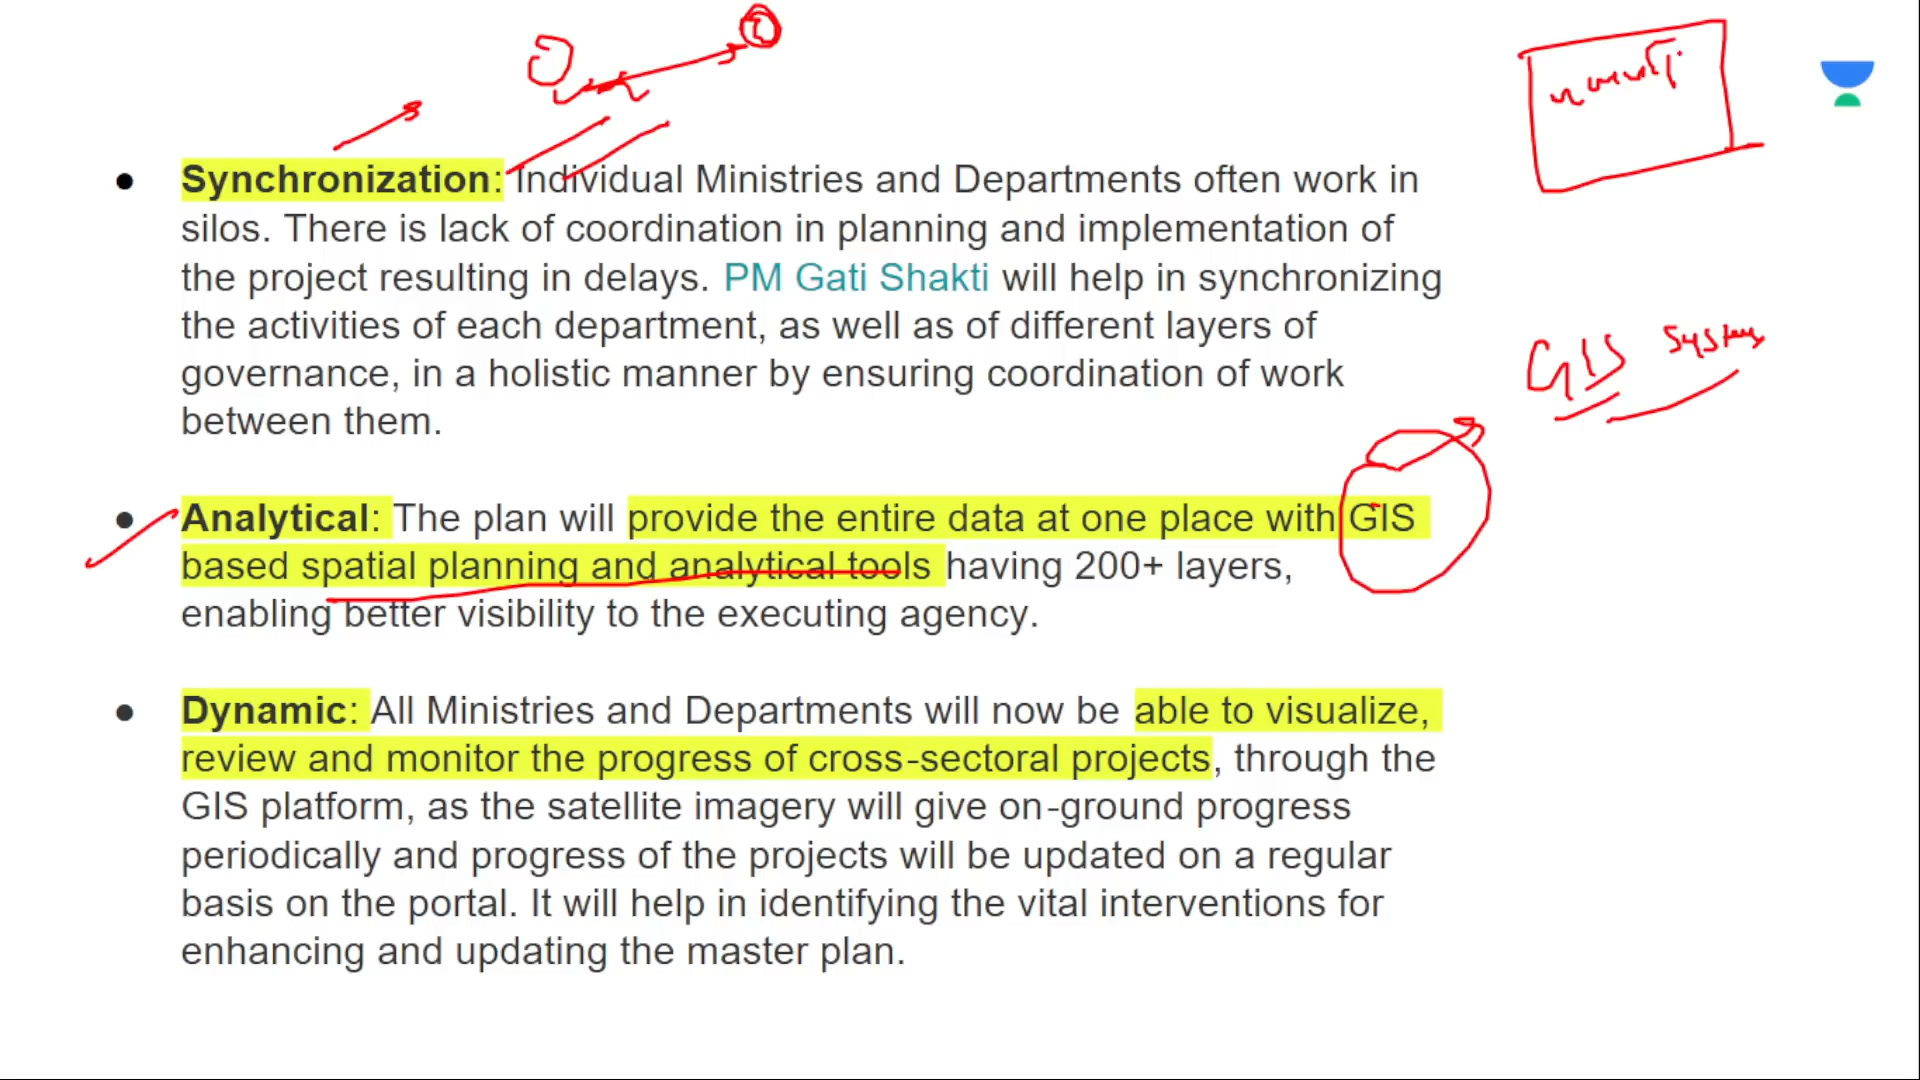 Synchronization: Individual Ministries and Departments often work in
silos. There is lack of coordination in planning and implementation of
the project resulting in delays. PM Gati Shakti will help in synchronizing
the activities of each department, as well as of different layers of
governance, in a holistic manner by ensuring coordination of work
between them.
GIS System
Analytical: The plan will provide the entire data at one place with GIS
based spatial planning and analytical tools having 200+ layers,
enabling better visibility to the executing agency.
Dynamic: All Ministries and Departments will now be able to visualize,
review and monitor the progress of cross-sectoral projects, through the
GIS platform, as the satellite imagery will give on-ground progress
periodically and progress of the projects will be updated on a regular
basis on the portal. It will help in identifying the vital interventions for
enhancing and updating the master plan.